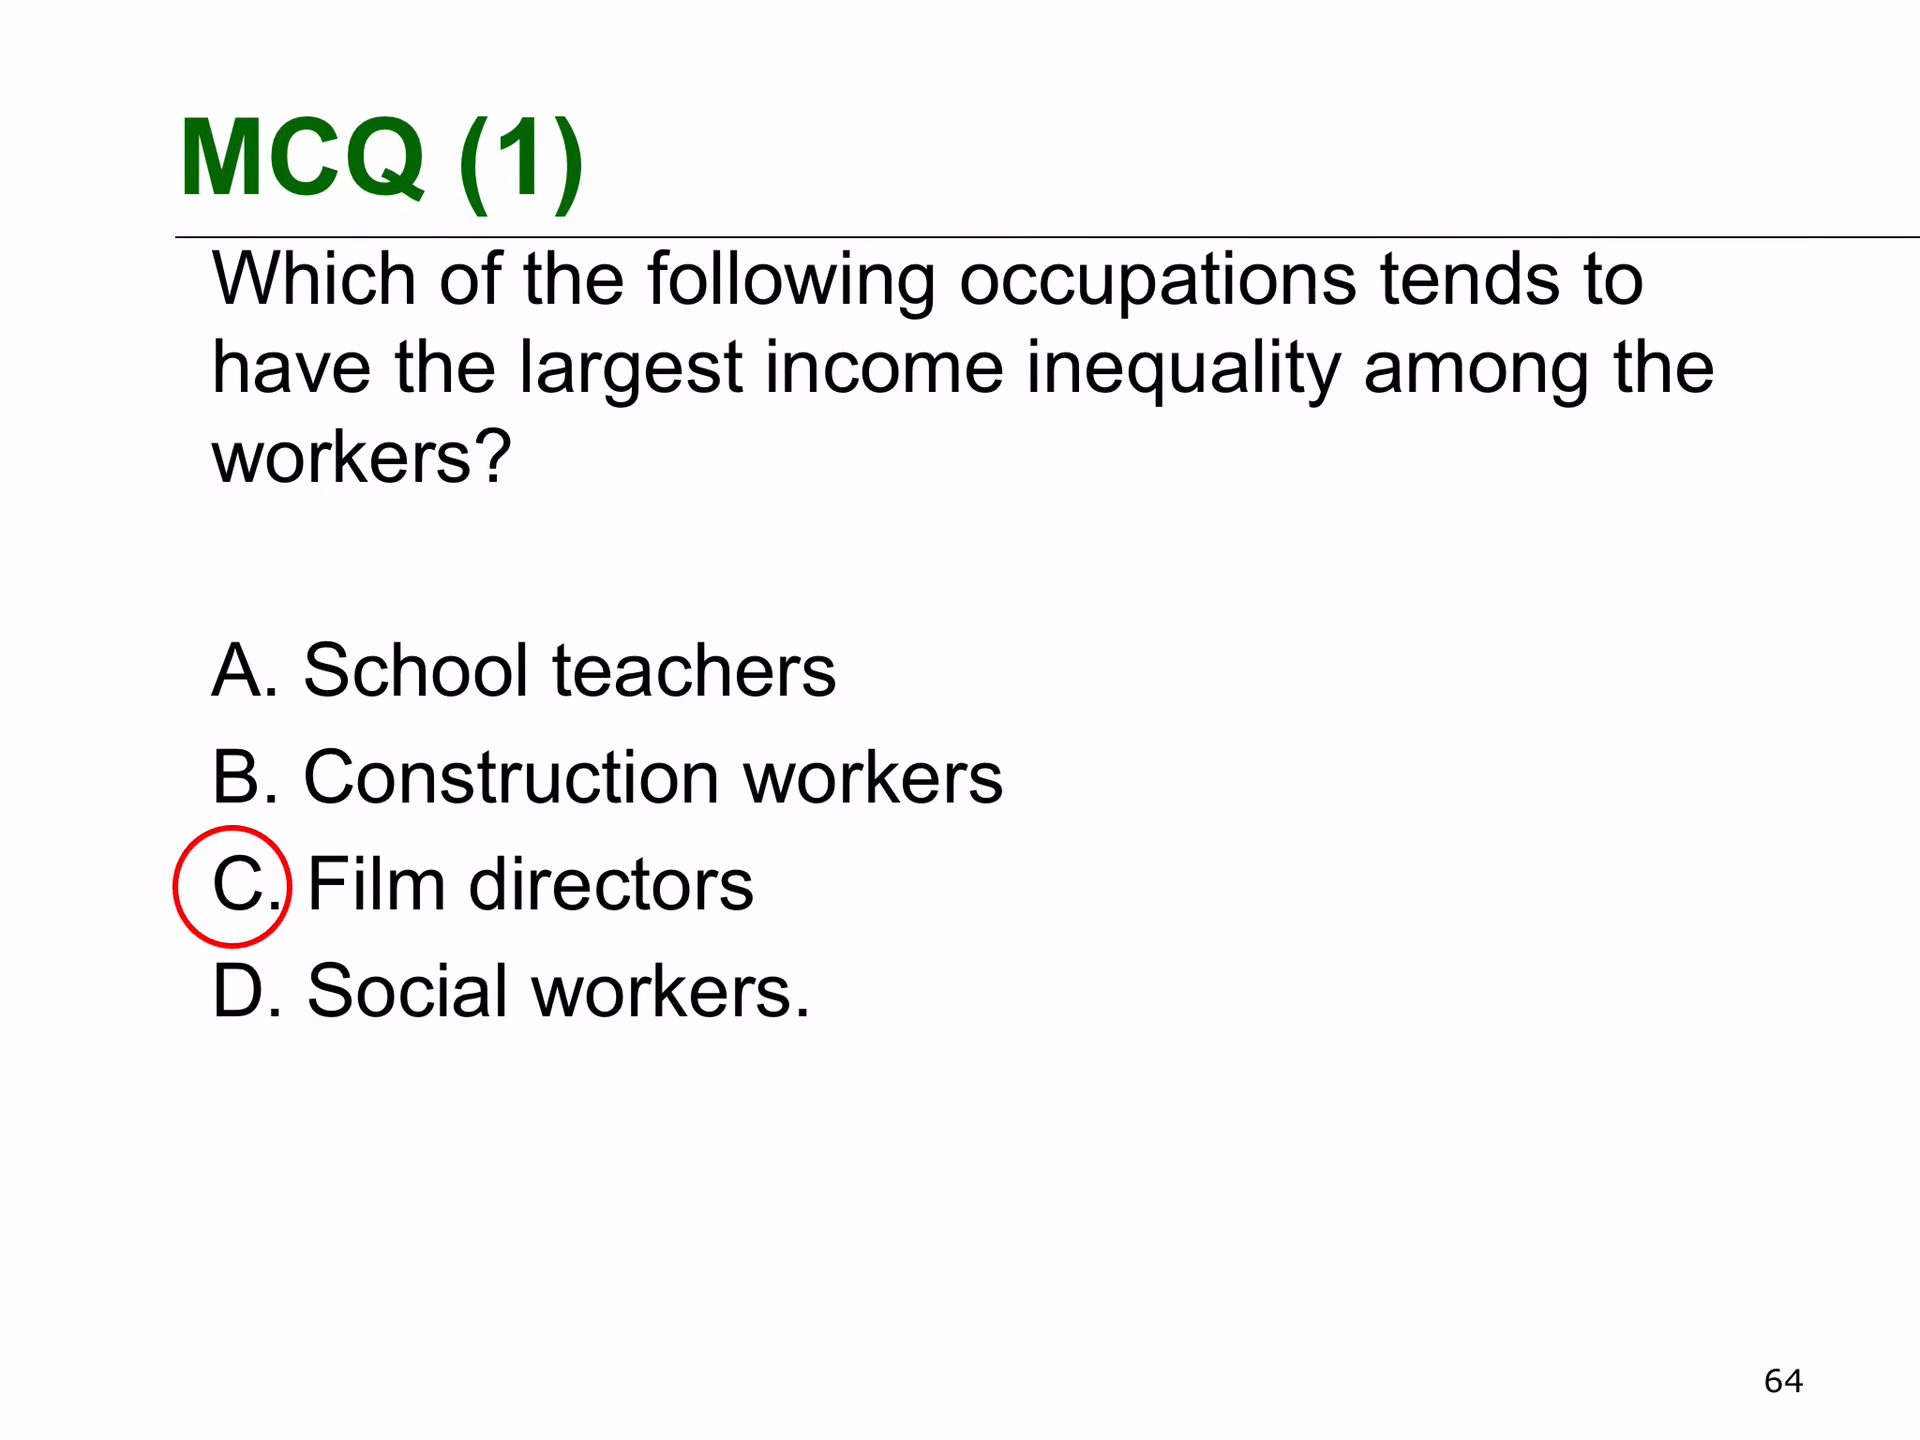 MCQ (1)
Which of the following occupations tends to
have the largest income inequality among the
workers?
A. School teachers
B. Construction workers
C. Film directors
D. Social workers.
64